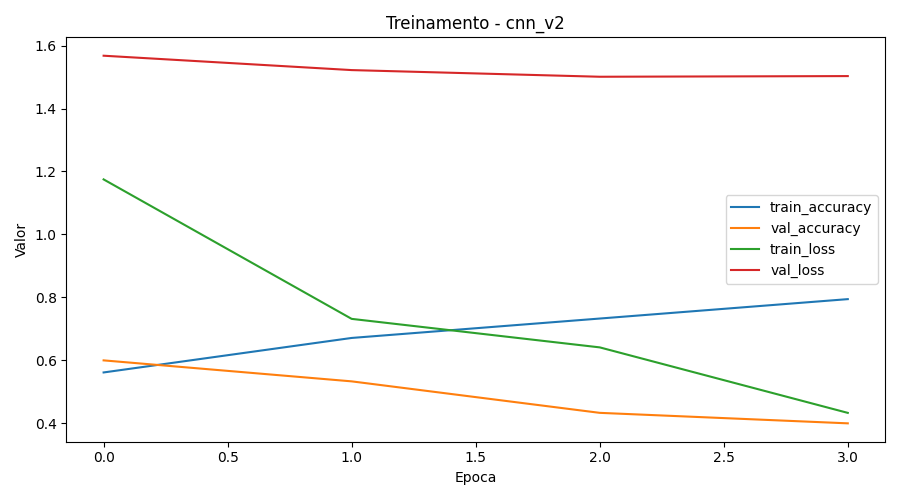 Treinamento - cnn_v2
1.6
1.4
1.2
1.0
0.8
0.6
0.4
Valor
train_accuracy
val_accuracy
train_loss
val_loss
0.0 0.5 1.0 1.5 2.0 2.5 3.0
Epoca